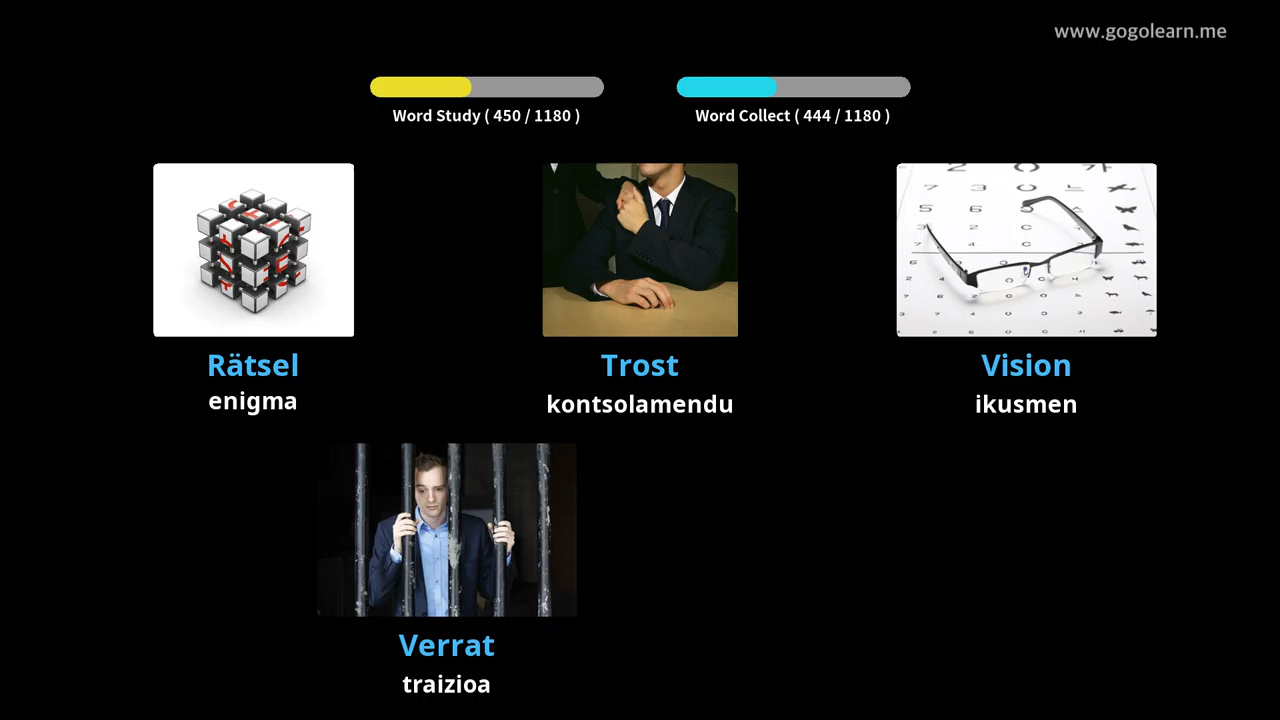 www.gogolearn.me
Word Study ( 450 / 1180 )
Word Collect ( 444 / 1180 )
Rätsel
enigma
Trost
kontsolamendu
Vision
ikusmen
Verrat
traizioa